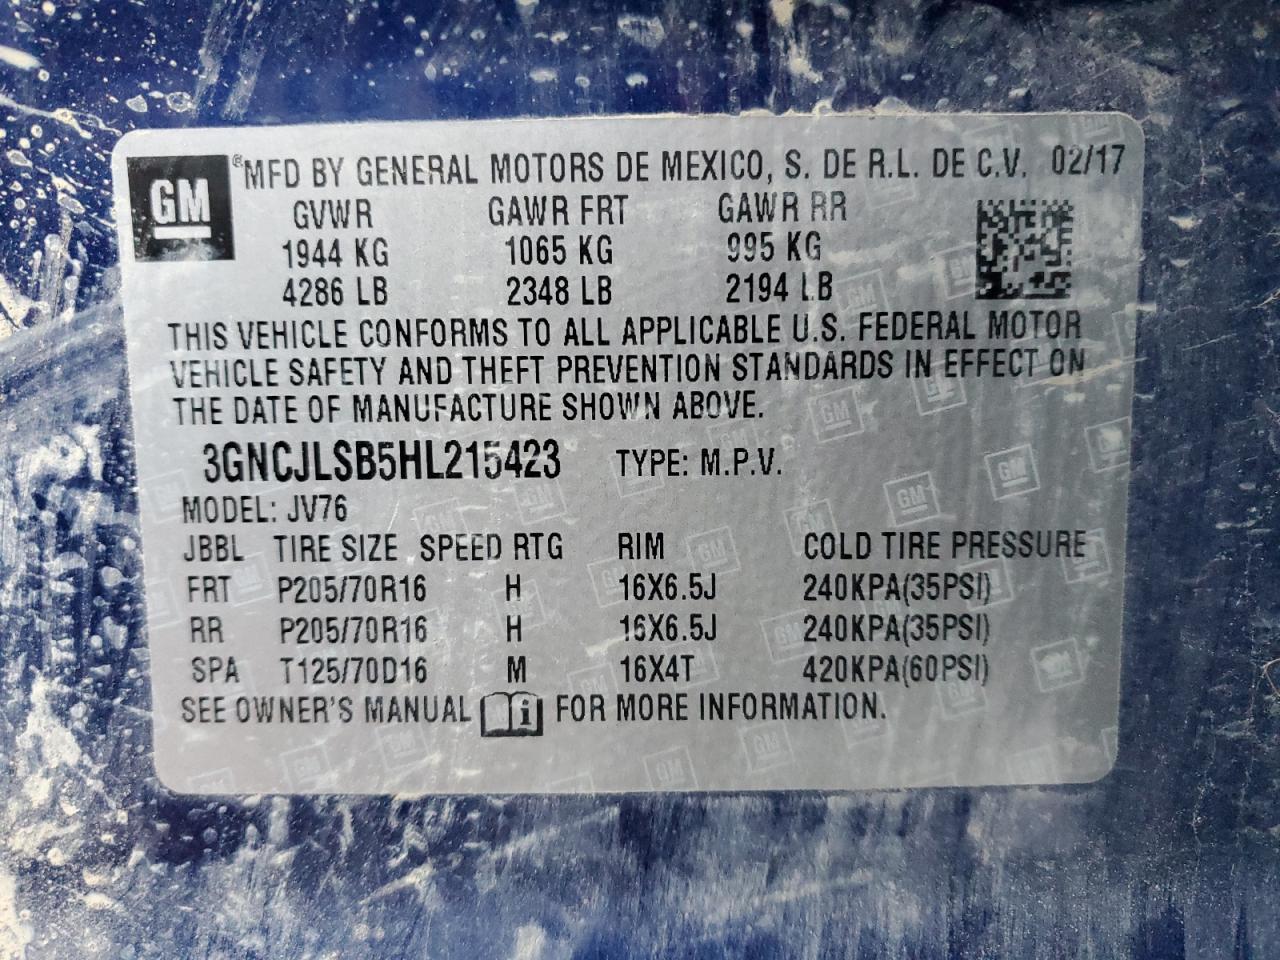 GM ® MFD BY GENERAL MOTORS DE MEXICO, S. DE R.L. DE C.V. 02/17
GVWR GAWR FRT GAWR RR
1944 KG 1065 KG 995 KG
4286 LB 2348 LB 2194 LB
THIS VEHICLE CONFORMS TO ALL APPLICABLE U.S. FEDERAL MOTOR
VEHICLE SAFETY AND THEFT PREVENTION STANDARDS IN EFFECT ON
THE DATE OF MANUFACTURE SHOWN ABOVE.
3GNCJLSB5HL215423 TYPE: M.P.V.
MODEL: JV76
JBBL TIRE SIZE SPEED RTG RIM COLD TIRE PRESSURE
FRT P205/70R16 H 16X6.5J 240KPA(35PSI)
RR P205/70R16 H 16X6.5J 240KPA(35PSI)
SPA T125/70D16 M 16X4T 420KPA(60PSI)
SEE OWNER'S MANUAL i FOR MORE INFORMATION.